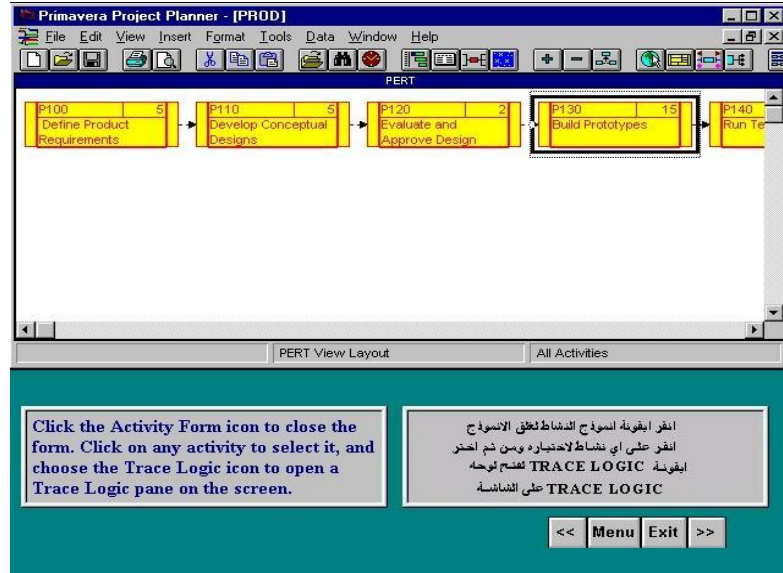 Primavera Project Planner - [PROD]
File Edit View Insert Format Tools Data Window Help
PERT
P100 5
Define Product
Requirements
P110 5
Develop Conceptual
Designs
P120 2
Evaluate and
Approve Design
P130 15
Build Prototypes
P140
Run Te
PERT View Layout
All Activities
Click the Activity Form icon to close the
form. Click on any activity to select it, and
choose the Trace Logic icon to open a
Trace Logic pane on the screen.
انقر ايقونة انموذج النشاط لغلق الانموذج
انقر على اي نشاط لاختياره ومن ثم اختر
ايقونة TRACE LOGIC لفتح لوحه
TRACE LOGIC على الشاشة
<< Menu Exit >>